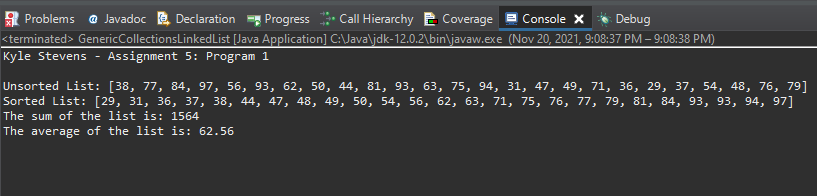 Problems Javadoc Declaration Progress Call Hierarchy Coverage Console Debug
<terminated> GenericCollectionsLinkedList [Java Application] C:\Java\jdk-12.0.2\bin\javaw.exe (Nov 20, 2021, 9:08:37 PM – 9:08:38 PM)
Kyle Stevens - Assignment 5: Program 1
Unsorted List: [38, 77, 84, 97, 56, 93, 62, 50, 44, 81, 93, 63, 75, 94, 31, 47, 49, 71, 36, 29, 37, 54, 48, 76, 79]
Sorted List: [29, 31, 36, 37, 38, 44, 47, 48, 49, 50, 54, 56, 62, 63, 71, 75, 76, 77, 79, 81, 84, 93, 93, 94, 97]
The sum of the list is: 1564
The average of the list is: 62.56